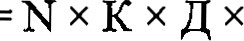 = N × К × Д ×